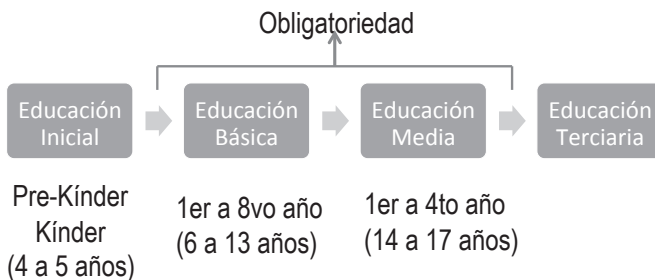 Obligatoriedad
Educación
Inicial
Educación
Básica
Educación
Media
Educación
Terciaria
Pre-Kínder
Kínder
(4 a 5 años)
1er a 8vo año
(6 a 13 años)
1er a 4to año
(14 a 17 años)